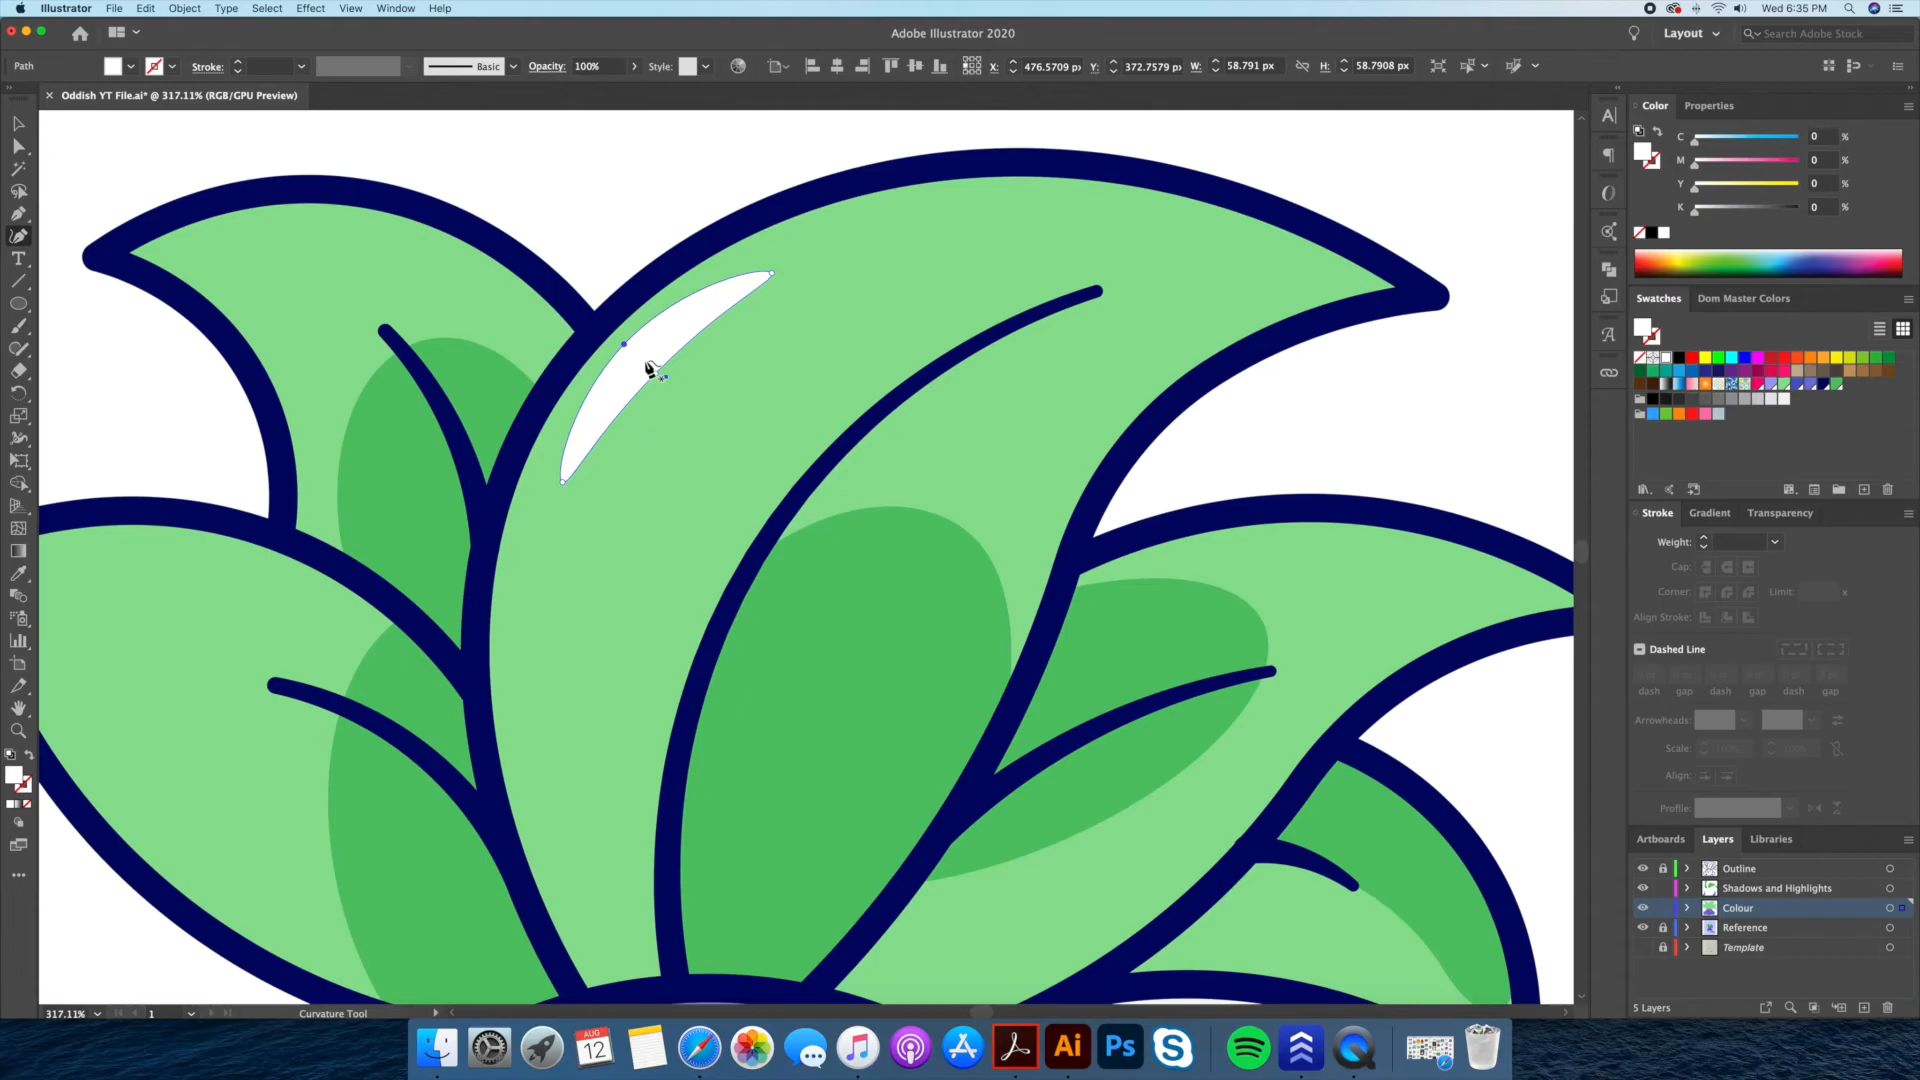 Illustrator File Edit Object Type Select Effect View Window Help Wed 6:35 PM
Adobe Illustrator 2020 Layout Search Adobe Stock
Path Stroke: Basic Opacity: 100% Style: X: 476.5709 px Y: 372.7579 px W: 58.791 px H: 58.7908 px
Oddish YT File.ai* @ 317.11% (RGB/GPU Preview)
Color Properties
C 0 %
M 0 %
Y 0 %
K 0 %
Swatches Dom Master Colors
Stroke Gradient Transparency
Weight:
Cap:
Corner: Limit: x
Align Stroke:
Dashed Line
dash gap dash gap dash gap
Arrowheads:
Scale: 100% 100%
Align:
Profile:
Artboards Layers Libraries
Outline
Shadows and Highlights
Colour
Reference
Template
5 Layers
317.11% 1 Curvature Tool
AUG
12
Ai
Ps